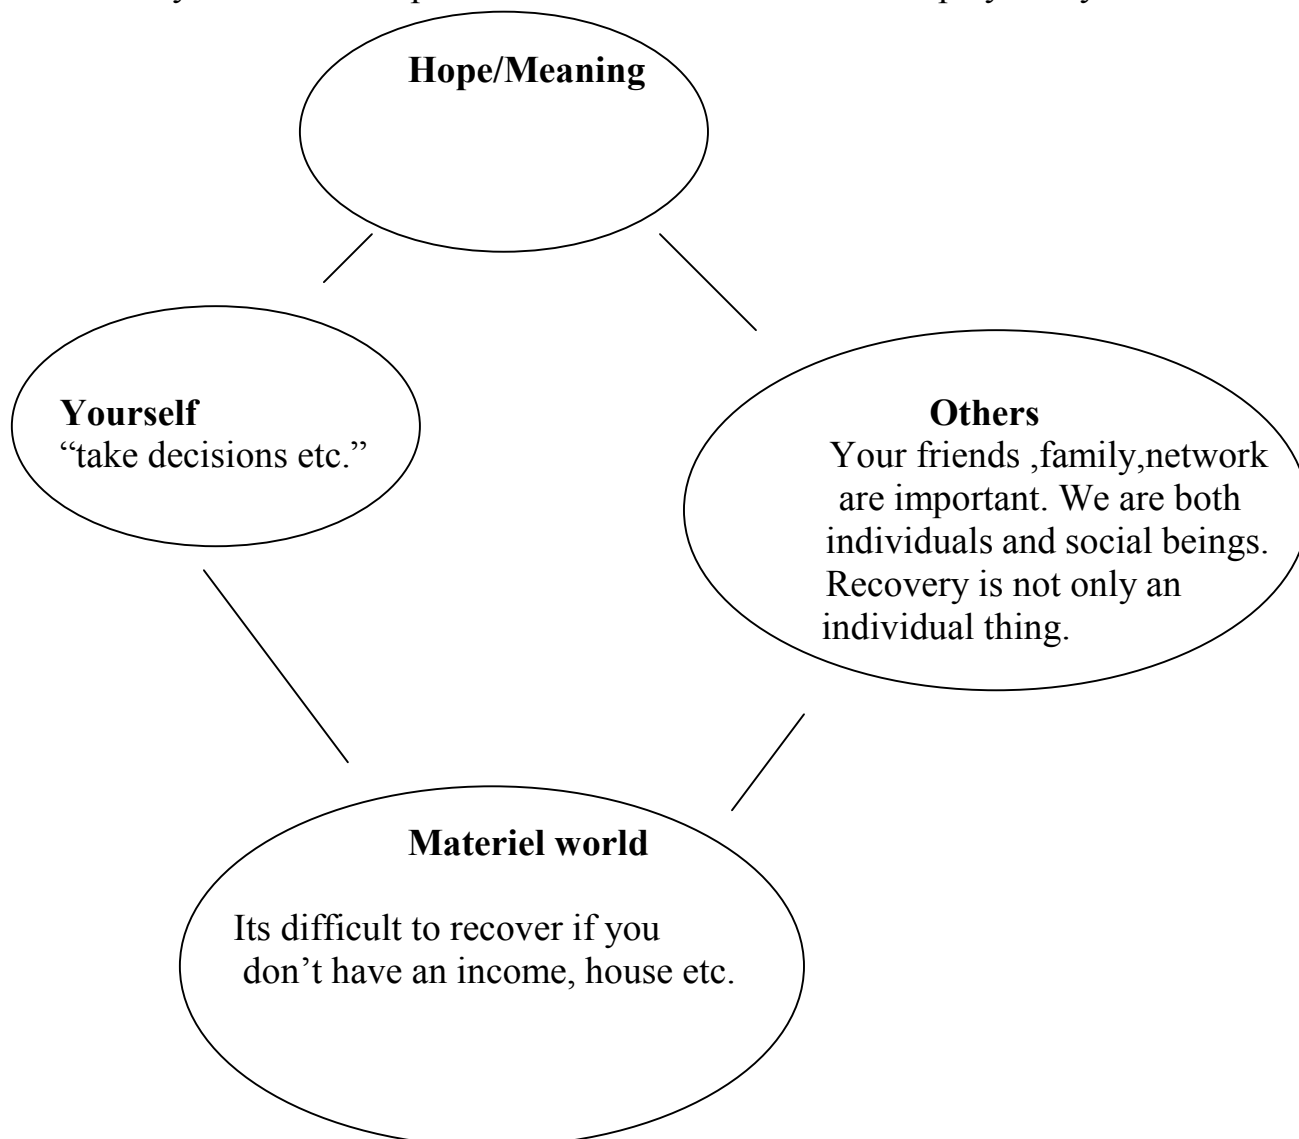 Hope/Meaning
Yourself
“take decisions etc.”
Others
Your friends ,family,network
are important. We are both
individuals and social beings.
Recovery is not only an
individual thing.
Materiel world
Its difficult to recover if you
don’t have an income, house etc.